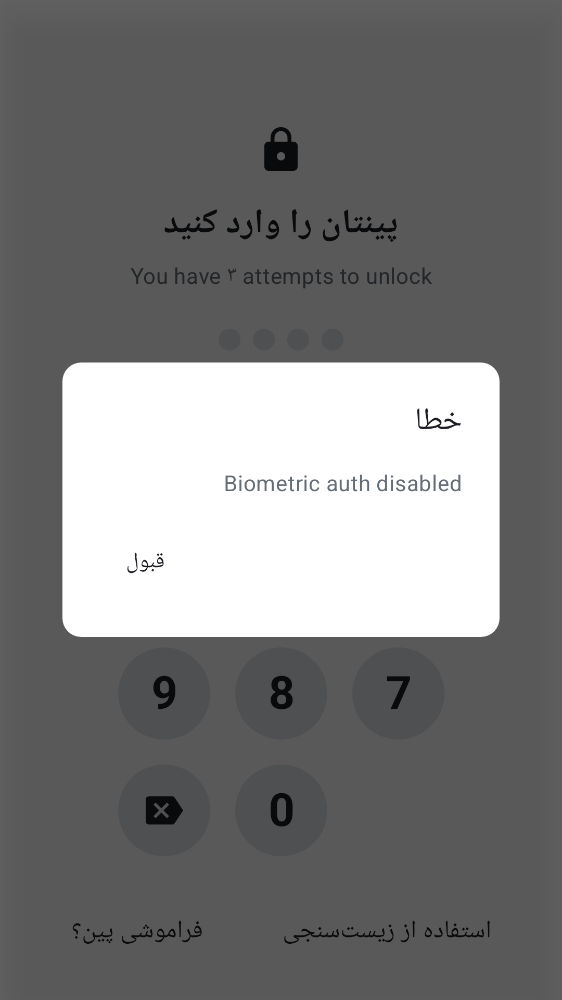 پینتان را وارد کنید
You have ۳ attempts to unlock
خطا
Biometric auth disabled
قبول
7 8 9
0
استفاده از زیست‌سنجی
فراموشی پین؟